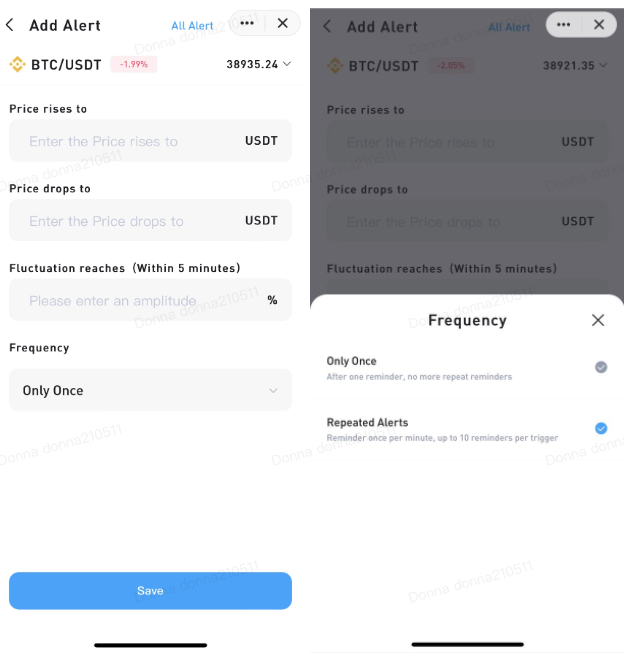 Add Alert
All Alert
BTC/USDT
-1.99%
38935.24
Price rises to
Enter the Price rises to
USDT
Price drops to
Enter the Price drops to
USDT
Fluctuation reaches (Within 5 minutes)
Please enter an amplitude
%
Frequency
Only Once
Save
Add Alert
All Alert
BTC/USDT
-2.05%
38921.35
Price rises to
Enter the Price rises to
USDT
Price drops to
Enter the Price drops to
USDT
Fluctuation reaches (Within 5 minutes)
Frequency
Only Once
After one reminder, no more repeat reminders
Repeated Alerts
Reminder once per minute, up to 10 reminders per trigger
Donna donna210511